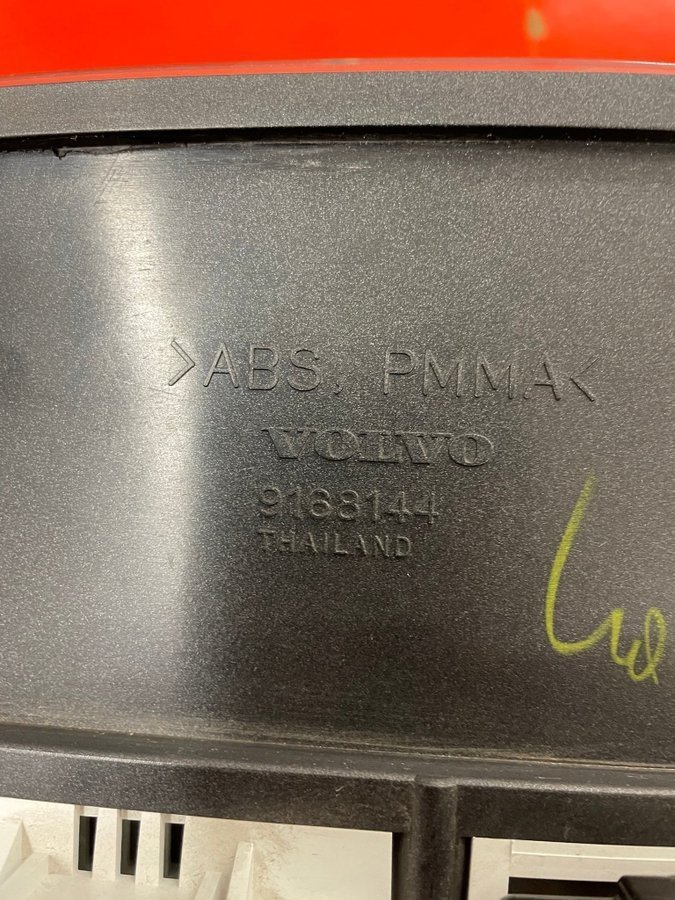 >ABS, PMMA<
VOLVO
9168144
THAILAND